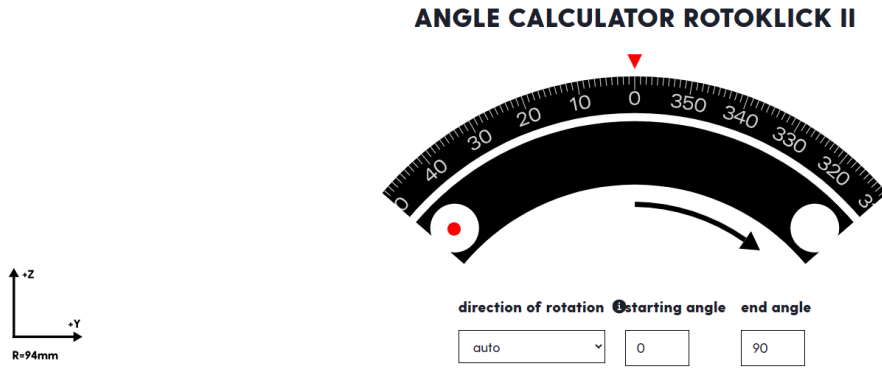 ANGLE CALCULATOR ROTOKLICK II
40 30 20 10 0 350 340 330 320
+Z
+Y
R=94mm
direction of rotation i starting angle end angle
auto 0 90